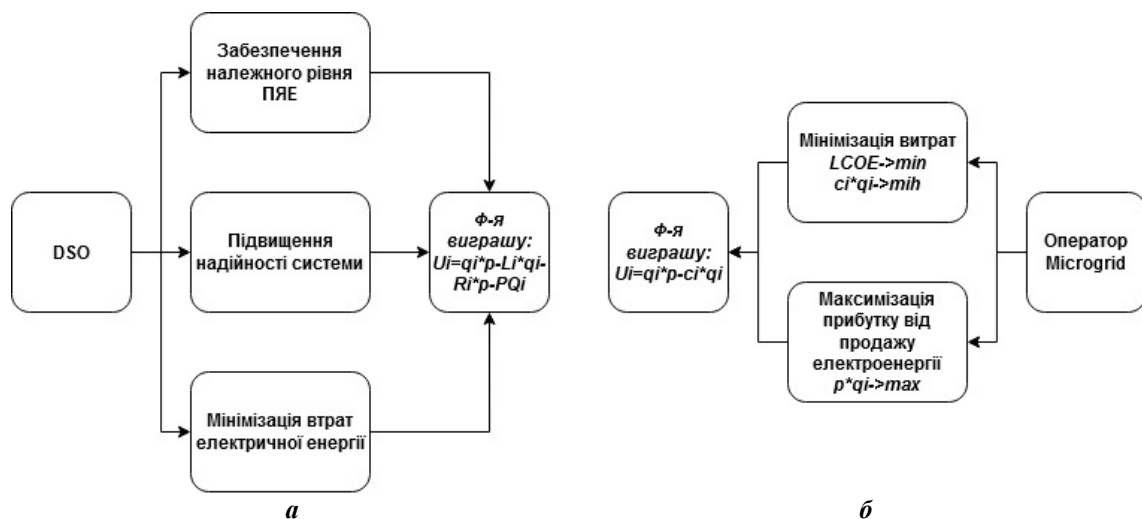 Забезпечення
належного рівня
ПЯЕ
DSO
Підвищення
надійності системи
Ф-я
виграшу:
Ui=qi*p-Li*qi-
Ri*p-PQi
Мінімізація втрат
електричної енергії
а
Мінімізація витрат
LCOE->min
ci*qi->mih
Ф-я
виграшу:
Ui=qi*p-ci*qi
Оператор
Microgrid
Максимізація
прибутку від
продажу
електроенергії
p*qi->max
б